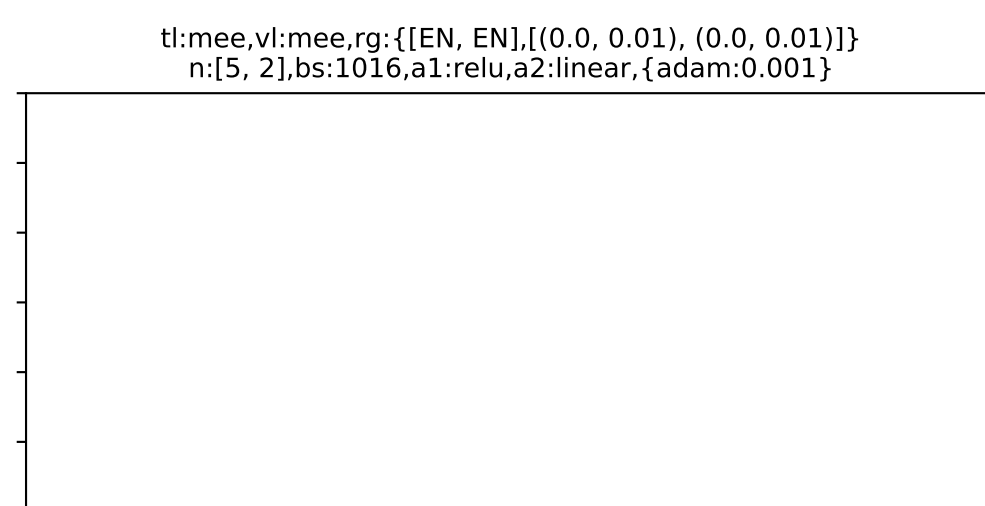 tl:mee,vl:mee,rg:{[EN, EN],[(0.0, 0.01), (0.0, 0.01)]}
n:[5, 2],bs:1016,a1:relu,a2:linear,{adam:0.001}